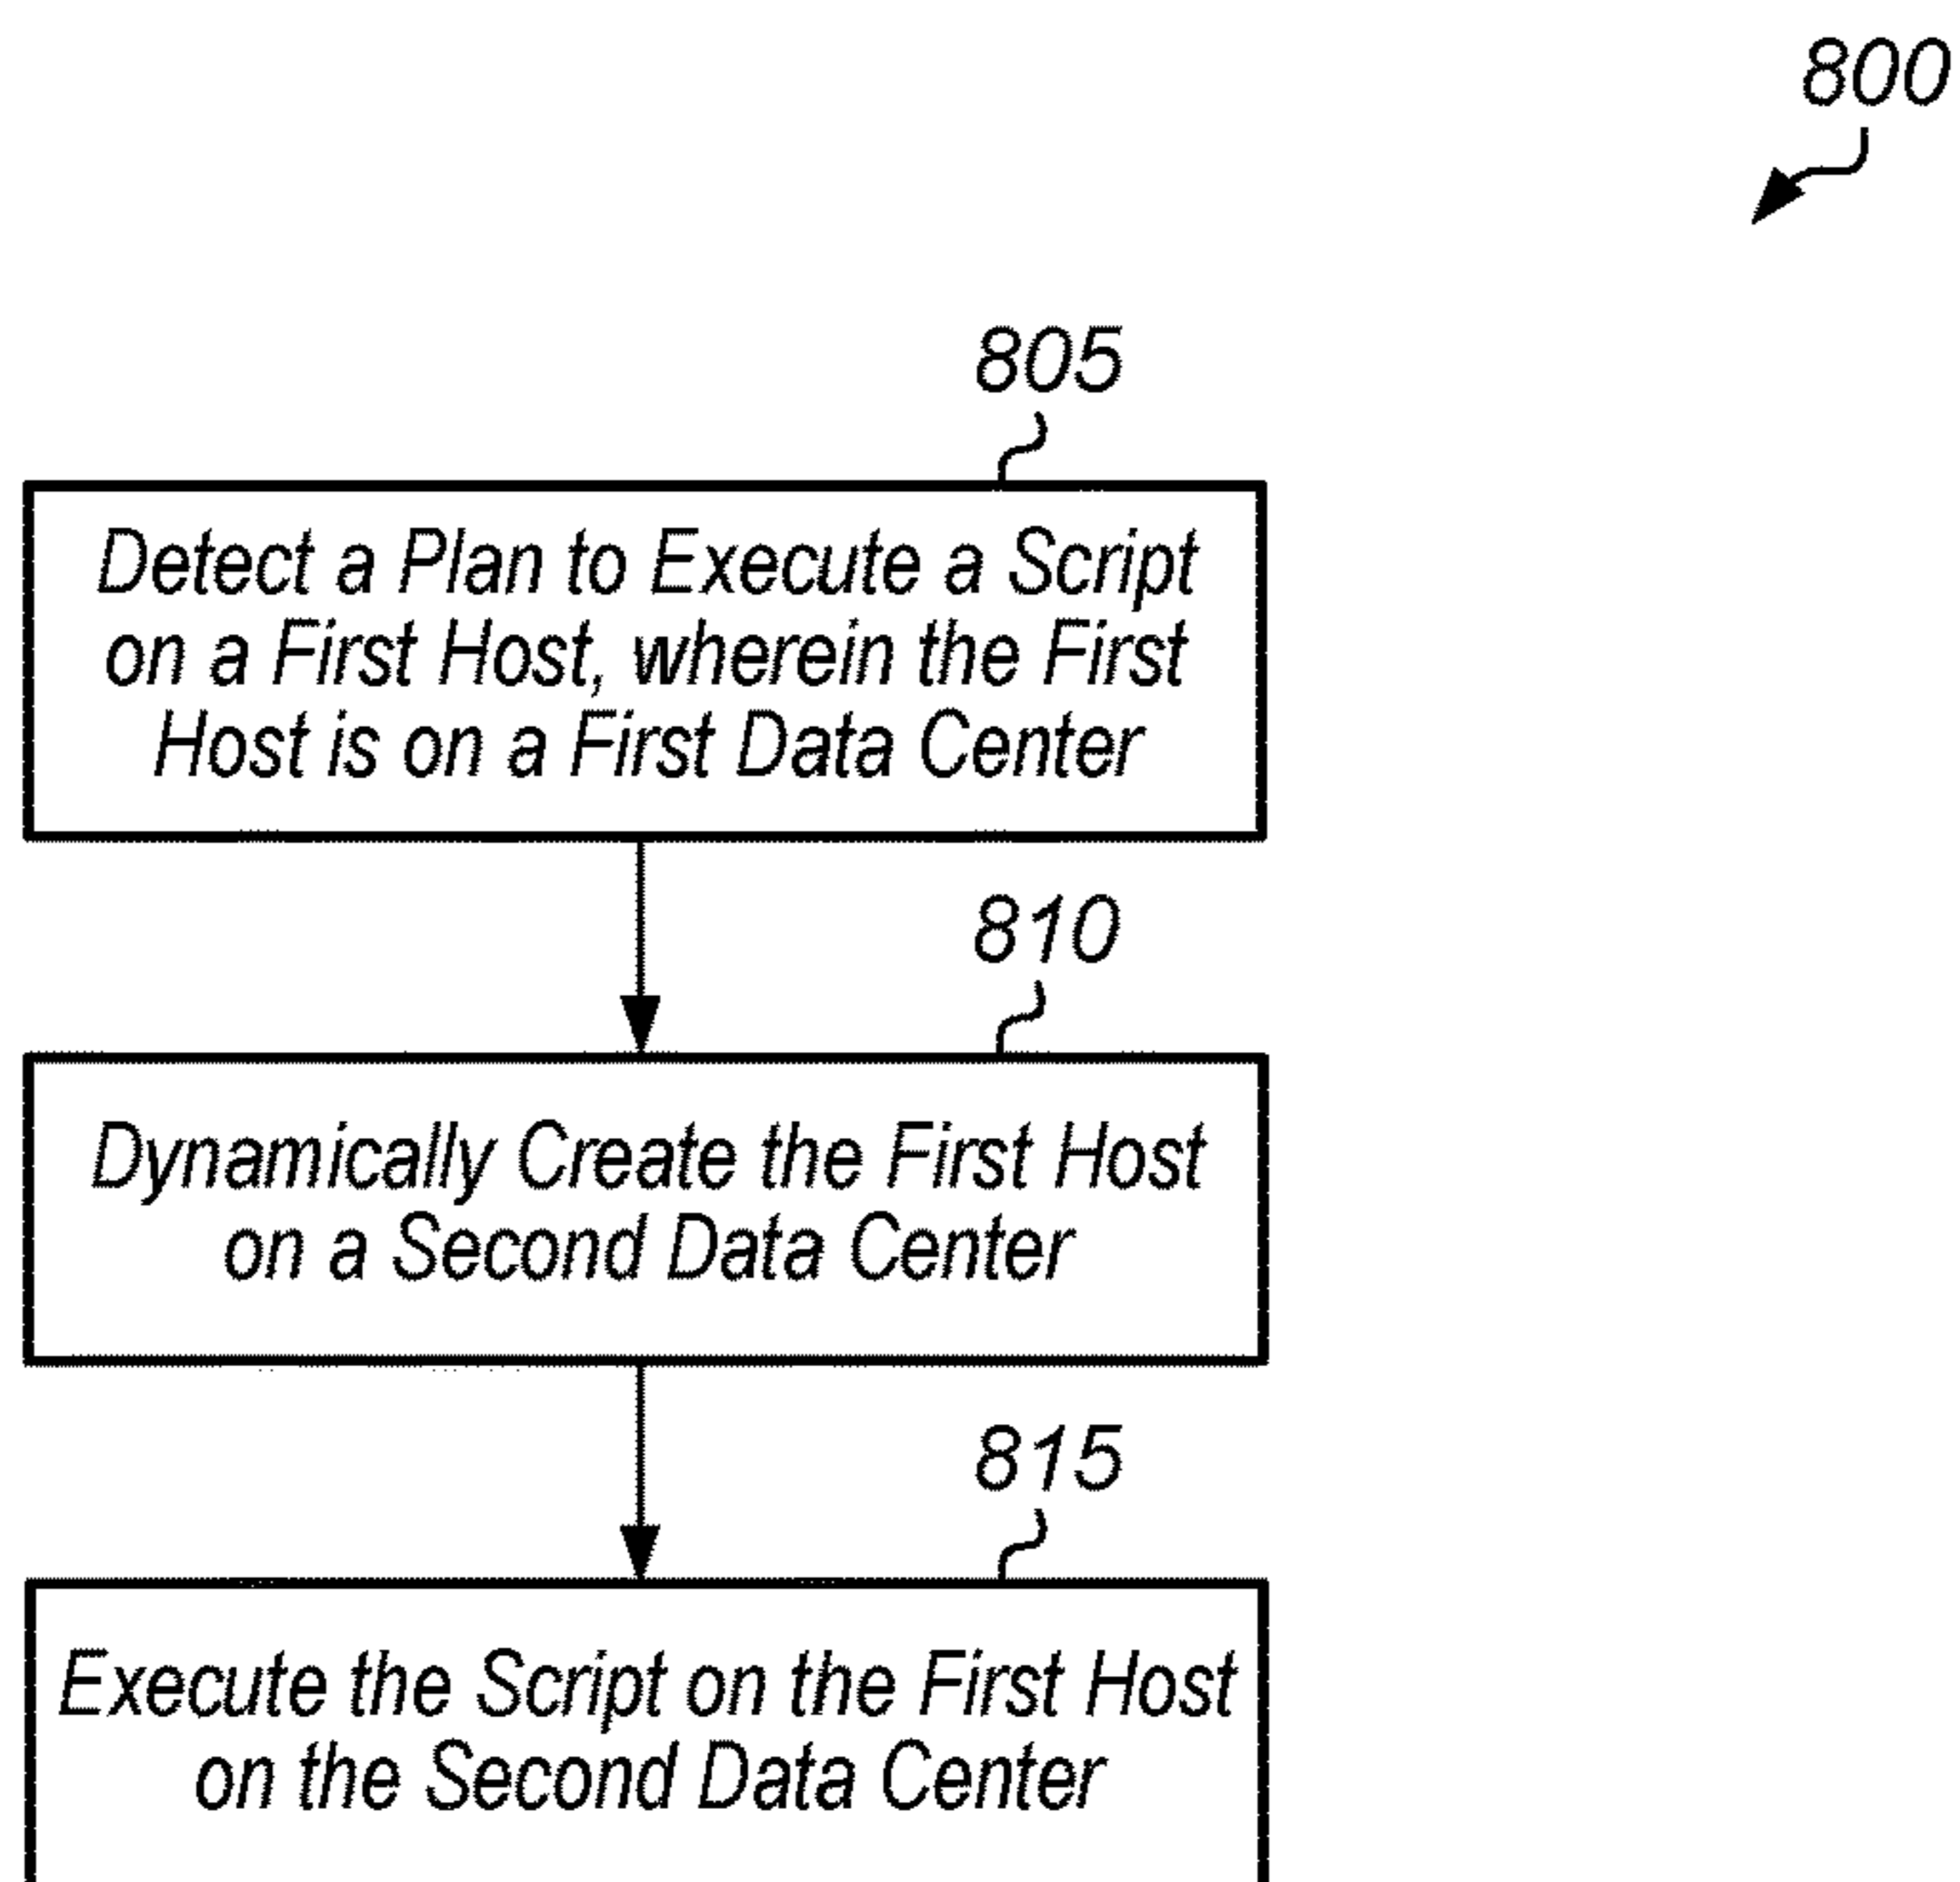 800
805
Detect a Plan to Execute a Script
on a First Host, wherein the First
Host is on a First Data Center
810
Dynamically Create the First Host
on a Second Data Center
815
Execute the Script on the First Host
on the Second Data Center